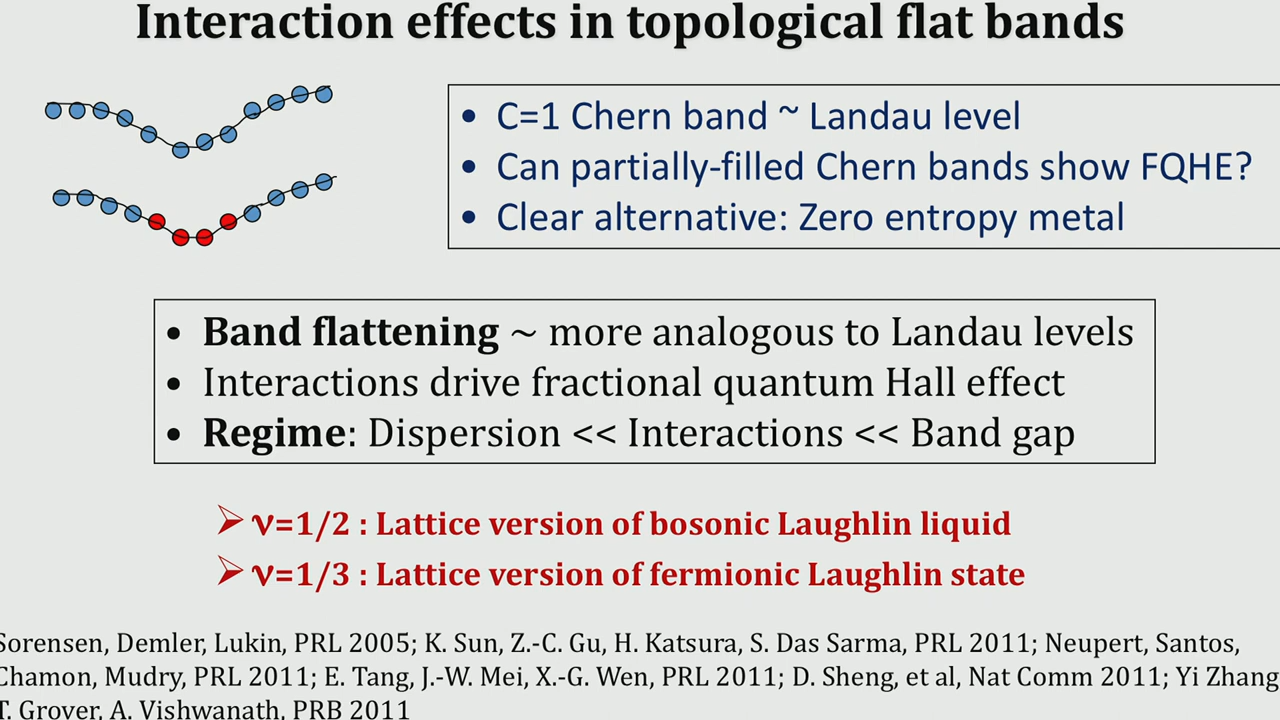 Interaction effects in topological flat bands
• C=1 Chern band ~ Landau level
• Can partially-filled Chern bands show FQHE?
• Clear alternative: Zero entropy metal
• Band flattening ~ more analogous to Landau levels
• Interactions drive fractional quantum Hall effect
• Regime: Dispersion << Interactions << Band gap
➢ ν=1/2 : Lattice version of bosonic Laughlin liquid
➢ ν=1/3 : Lattice version of fermionic Laughlin state
Sorensen, Demler, Lukin, PRL 2005; K. Sun, Z.-C. Gu, H. Katsura, S. Das Sarma, PRL 2011; Neupert, Santos,
Chamon, Mudry, PRL 2011; E. Tang, J.-W. Mei, X.-G. Wen, PRL 2011; D. Sheng, et al, Nat Comm 2011; Yi Zhang
T. Grover, A. Vishwanath, PRB 2011